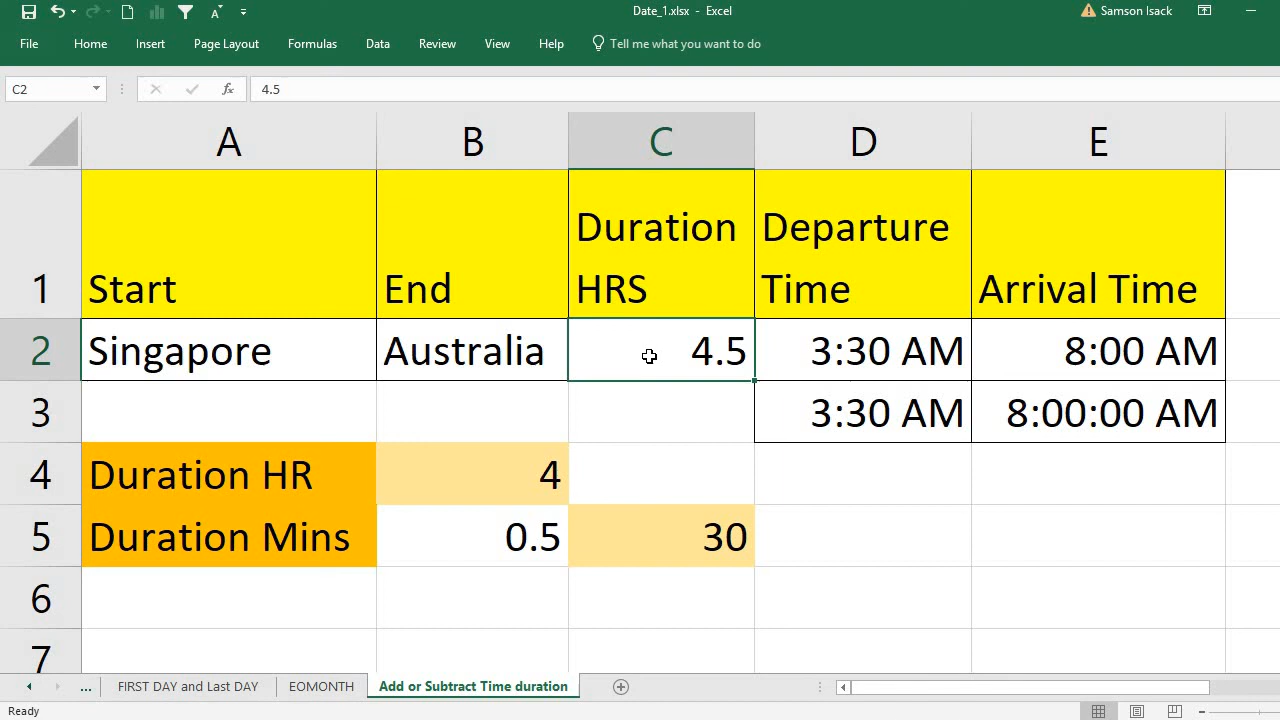 Date_1.xlsx - Excel
Samson Isack
File Home Insert Page Layout Formulas Data Review View Help Tell me what you want to do
C2 fx 4.5
A B C D E
1 Start End Duration HRS Departure Time Arrival Time
2 Singapore Australia 4.5 3:30 AM 8:00 AM
3 3:30 AM 8:00:00 AM
4 Duration HR 4
5 Duration Mins 0.5 30
6
7
... FIRST DAY and Last DAY EOMONTH Add or Subtract Time duration
Ready